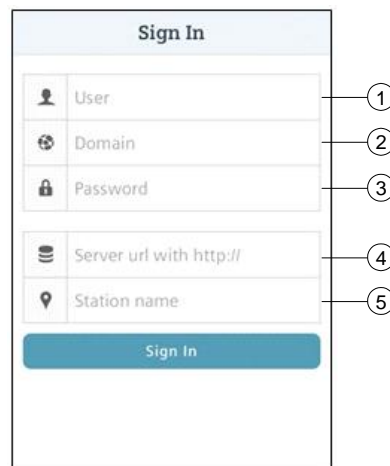 Sign In
User 1
Domain 2
Password 3
Server url with http:// 4
Station name 5
Sign In